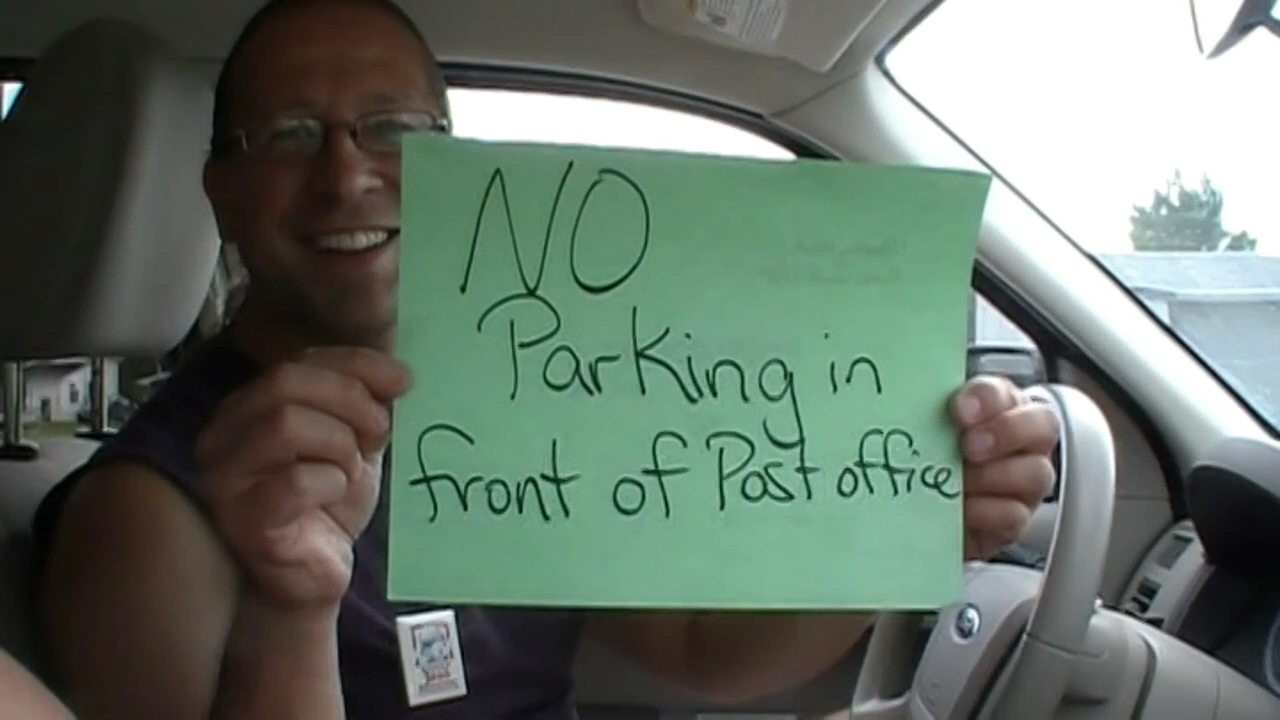 NO
Parking in
front of Post office